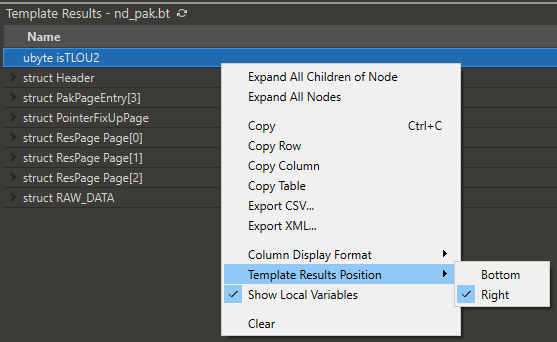 Template Results - nd_pak.bt
Name
ubyte isTLOU2
struct Header
struct PakPageEntry[3]
struct PointerFixUpPage
struct ResPage Page[0]
struct ResPage Page[1]
struct ResPage Page[2]
struct RAW_DATA
Expand All Children of Node
Expand All Nodes
Copy Ctrl+C
Copy Row
Copy Column
Copy Table
Export CSV...
Export XML...
Column Display Format
Template Results Position
Show Local Variables
Clear
Bottom
Right